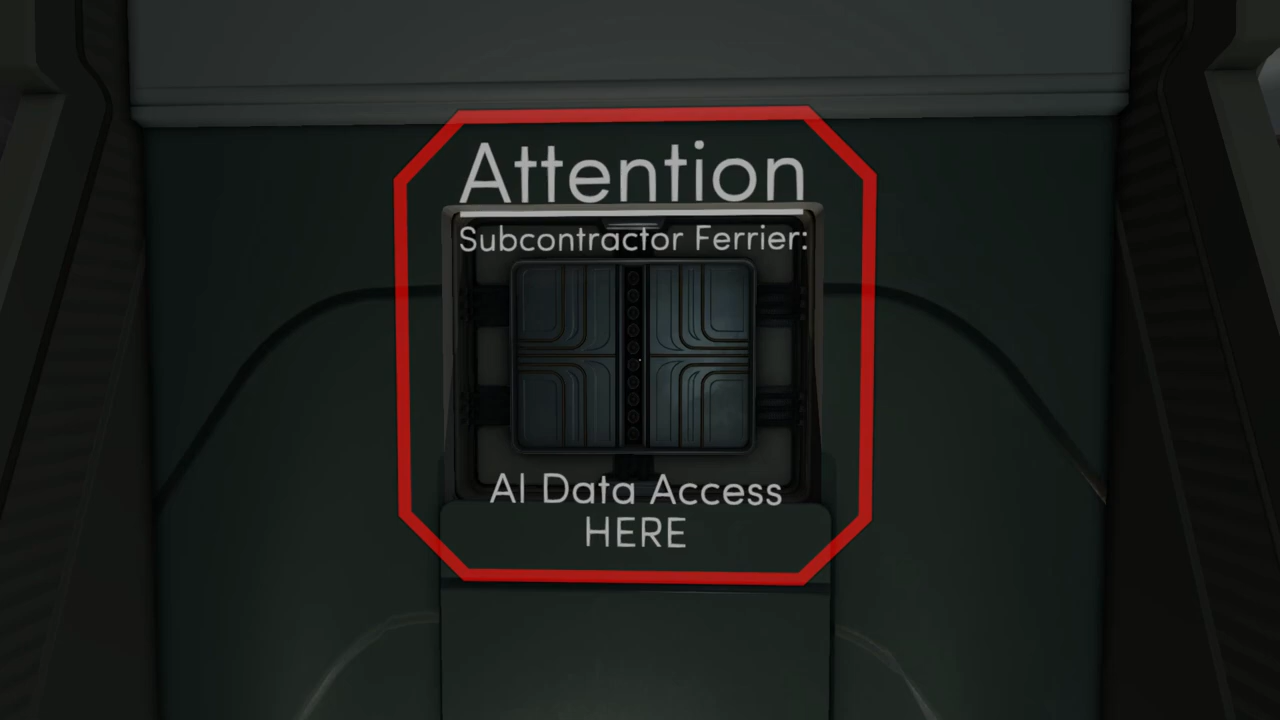 Attention
Subcontractor Ferrier:
AI Data Access
HERE